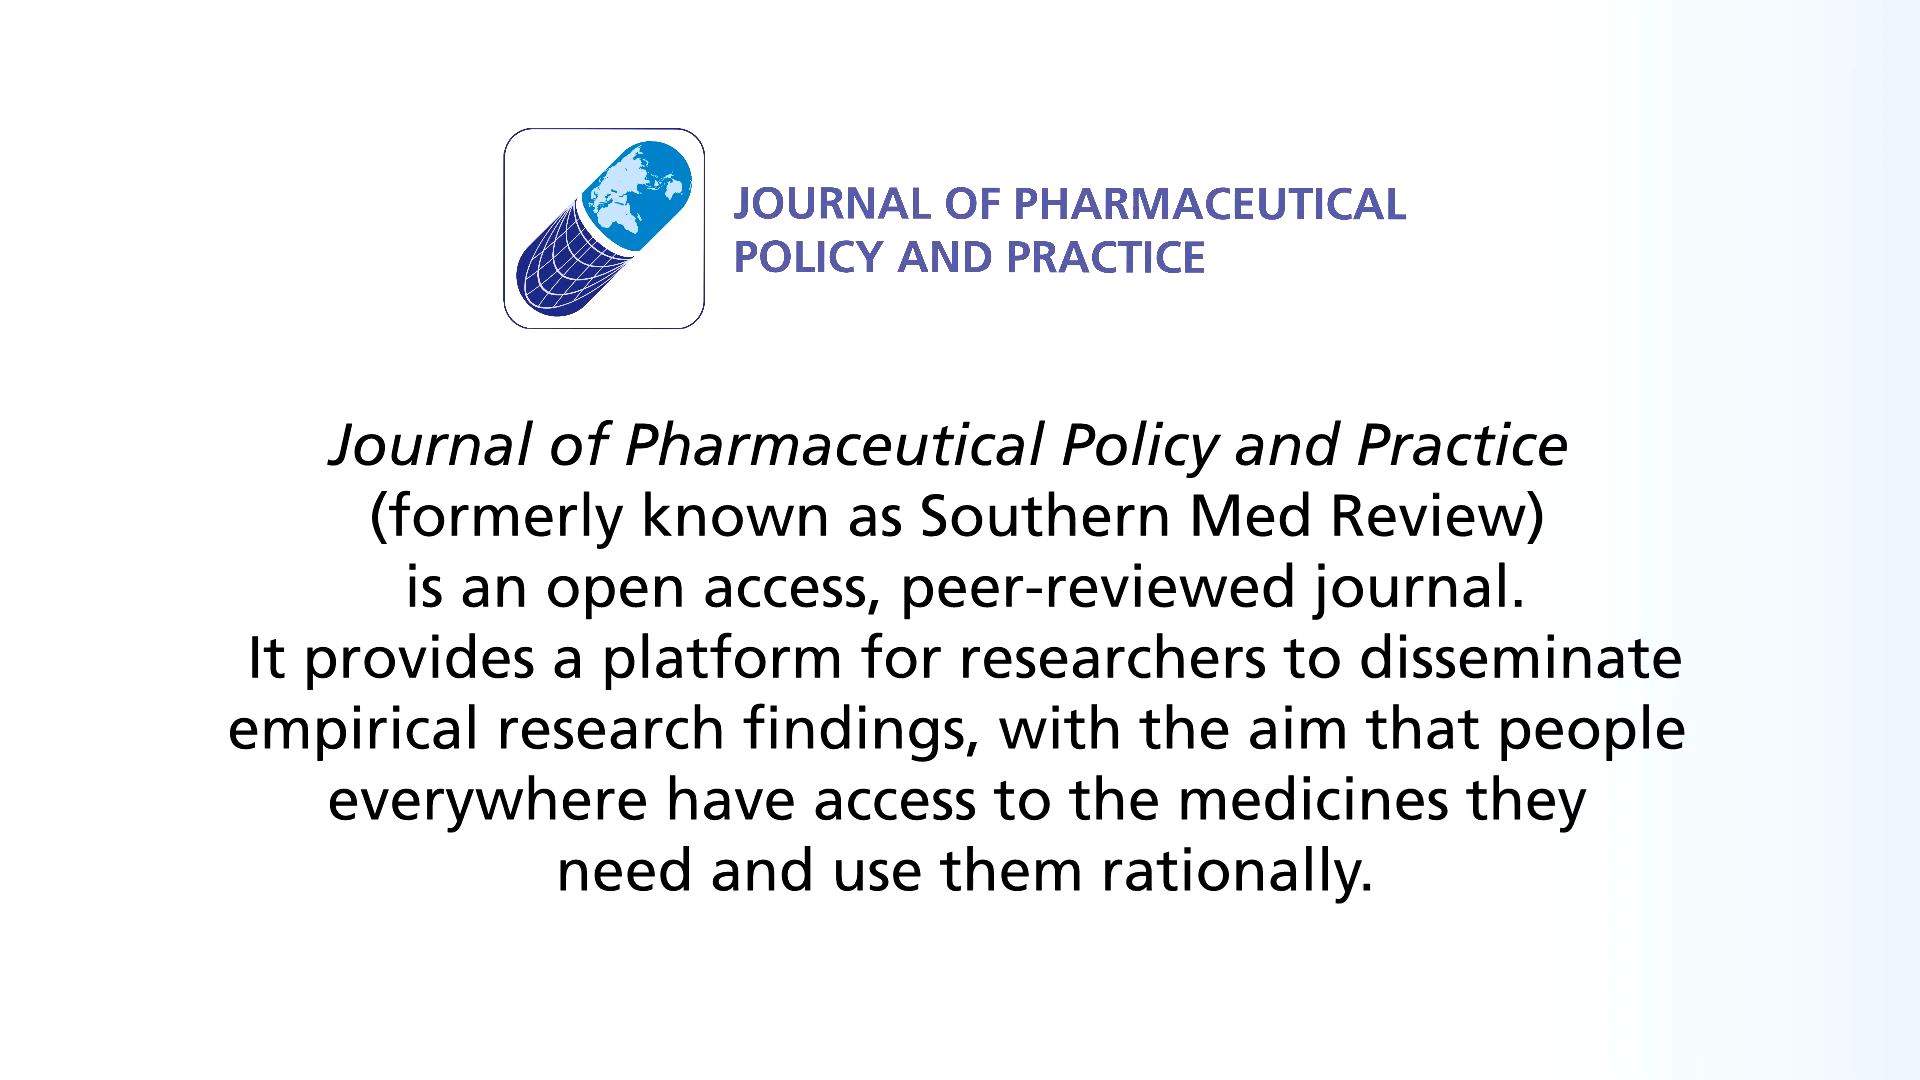 JOURNAL OF PHARMACEUTICAL
POLICY AND PRACTICE
Journal of Pharmaceutical Policy and Practice
(formerly known as Southern Med Review)
is an open access, peer-reviewed journal.
It provides a platform for researchers to disseminate
empirical research findings, with the aim that people
everywhere have access to the medicines they
need and use them rationally.